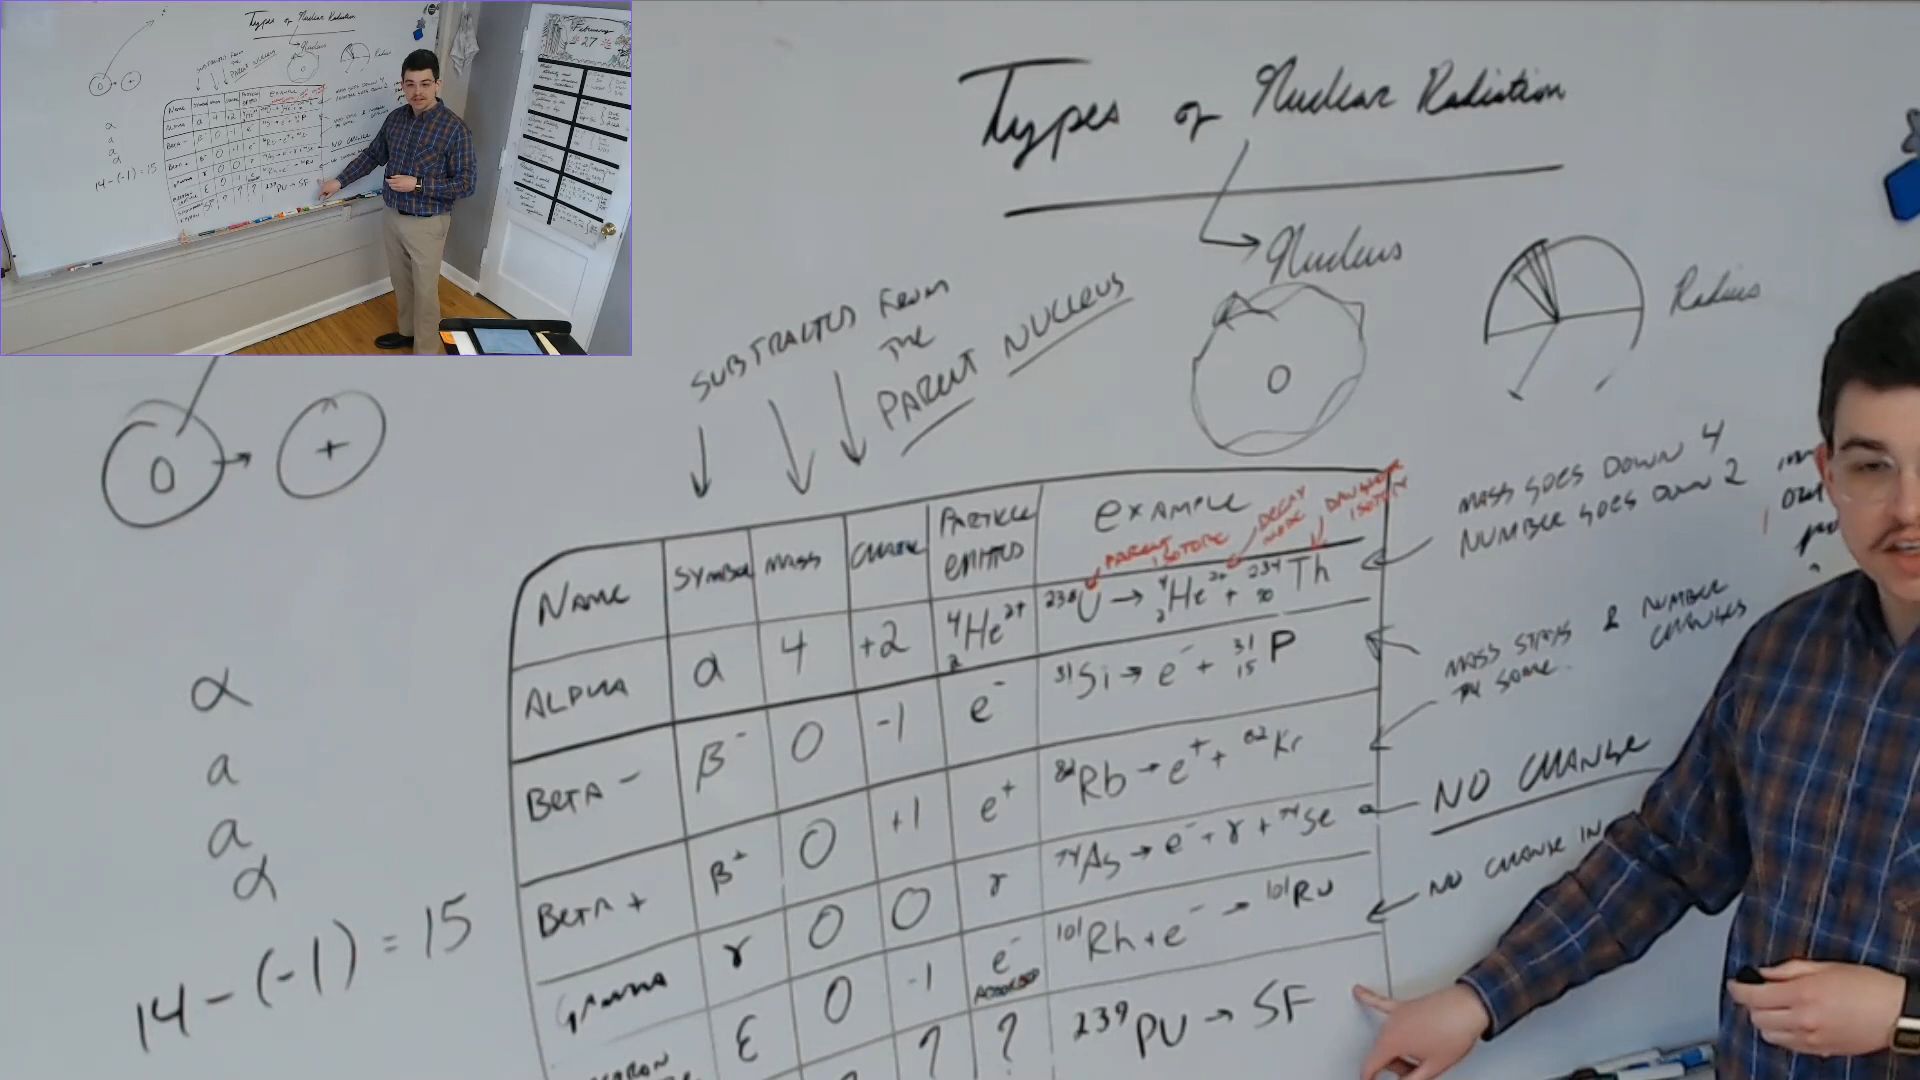 Types of Nuclear Radiation
Nucleus
Radius
SUBTRACTED FROM
THE
PARENT NUCLEUS
O
+
α
a
a
α
14 - (-1) = 15
NAME SYMBOL MASS CHARGE PARTICLE EMITTED EXAMPLE
PARENT ISOTOPE DECAY MODE DAUGHTER ISOTOPE
ALPHA α 4 +2 ⁴₂He²⁺ ²³⁸U → ⁴₂He²⁺ + ²³⁴₉₀Th
BETA - β⁻ 0 -1 e⁻ ³¹Si → e⁻ + ³¹₁₅P
BETA + β⁺ 0 +1 e⁺ ⁸²Rb → e⁺ + ⁸²Kr
GAMMA γ 0 0 γ ⁷⁴As → e⁻ + γ + ⁷⁴Se
ε 0 -1 e⁻ ¹⁰¹Rh + e⁻ → ¹⁰¹Ru
? ? ? ²³⁹PU → SF
MASS GOES DOWN 4
NUMBER GOES DOWN 2
MASS STAYS & NUMBER
THE SAME. CHANGES
NO CHANGE
NO CHANGE IN
February
27